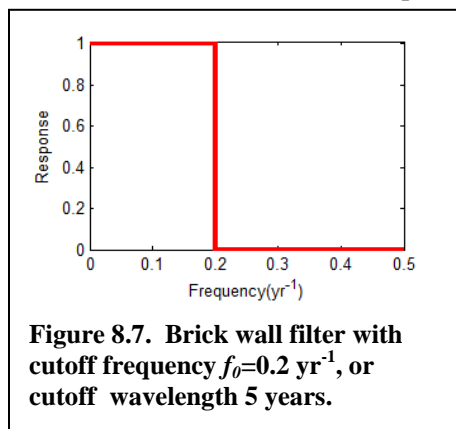 1
0.8
0.6
0.4
0.2
0
Response
0 0.1 0.2 0.3 0.4 0.5
Frequency(yr⁻¹)
Figure 8.7. Brick wall filter with
cutoff frequency f₀=0.2 yr⁻¹, or
cutoff wavelength 5 years.